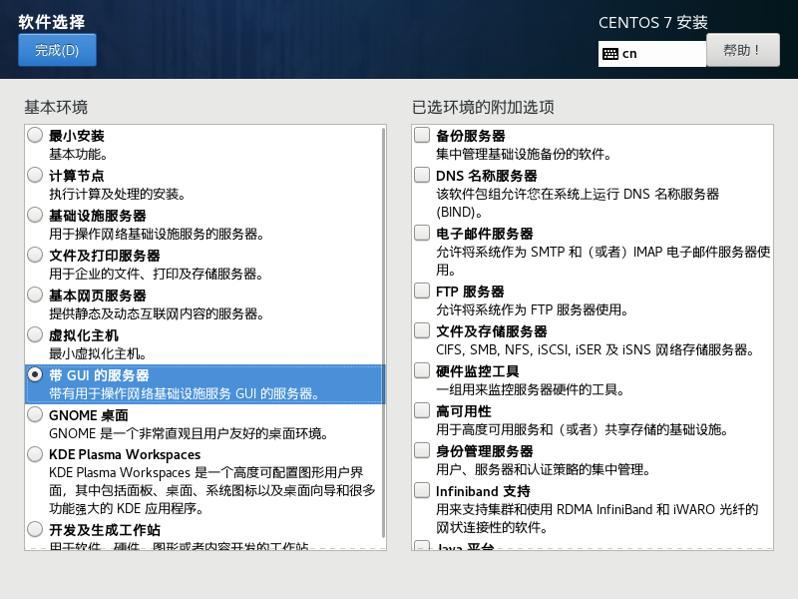 软件选择
完成(D)
CENTOS 7 安装
cn
帮助！
基本环境
最小安装
基本功能。
计算节点
执行计算及处理的安装。
基础设施服务器
用于操作网络基础设施服务的服务器。
文件及打印服务器
用于企业的文件、打印及存储服务器。
基本网页服务器
提供静态及动态互联网内容的服务器。
虚拟化主机
最小虚拟化主机。
带 GUI 的服务器
带有用于操作网络基础设施服务 GUI 的服务器。
GNOME 桌面
GNOME 是一个非常直观且用户友好的桌面环境。
KDE Plasma Workspaces
KDE Plasma Workspaces 是一个高度可配置图形用户界
面，其中包括面板、桌面、系统图标以及桌面向导和很多
功能强大的 KDE 应用程序。
开发及生成工作站
用于软件、硬件、图形或者内容开发的工作站
已选环境的附加选项
备份服务器
集中管理基础设施备份的软件。
DNS 名称服务器
该软件包组允许您在系统上运行 DNS 名称服务器
(BIND)。
电子邮件服务器
允许将系统作为 SMTP 和（或者）IMAP 电子邮件服务器使
用。
FTP 服务器
允许将系统作为 FTP 服务器使用。
文件及存储服务器
CIFS, SMB, NFS, iSCSI, iSER 及 iSNS 网络存储服务器。
硬件监控工具
一组用来监控服务器硬件的工具。
高可用性
用于高可用服务和（或者）共享存储的基础设施。
身份管理服务器
用户、服务器和认证策略的集中管理。
Infiniband 支持
用来支持集群和使用 RDMA InfiniBand 和 iWARO 光纤的
网状连接性的软件。
Java 平台